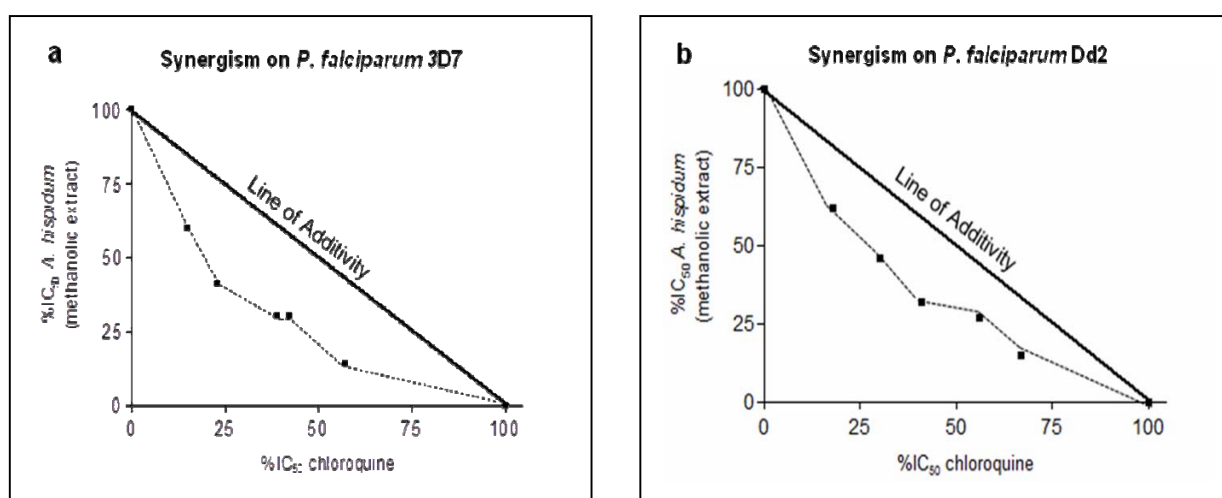 a
Synergism on P. falciparum 3D7
100
75
50
25
0
%IC50 A. hispidum
(methanolic extract)
Line of Additivity
0 25 50 75 100
%IC50 chloroquine
b
Synergism on P. falciparum Dd2
100
75
50
25
0
%IC50 A. hispidum
(methanolic extract)
Line of Additivity
0 25 50 75 100
%IC50 chloroquine